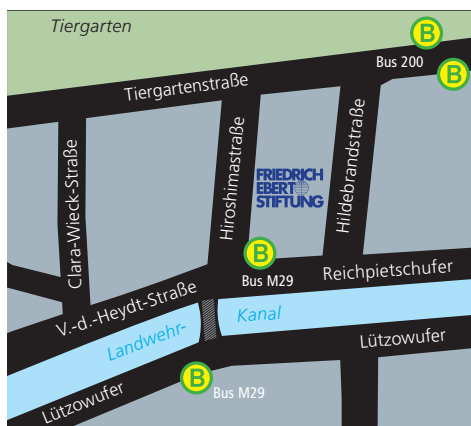 Tiergarten
B
Bus 200
B
Tiergartenstraße
Clara-Wieck-Straße
Hiroshimastraße
Hildebrandstraße
FRIEDRICH
EBERT
STIFTUNG
B
Bus M29
Reichpietschufer
V.-d.-Heydt-Straße
Landwehr-
Kanal
Lützowufer
Lützowufer
B
Bus M29